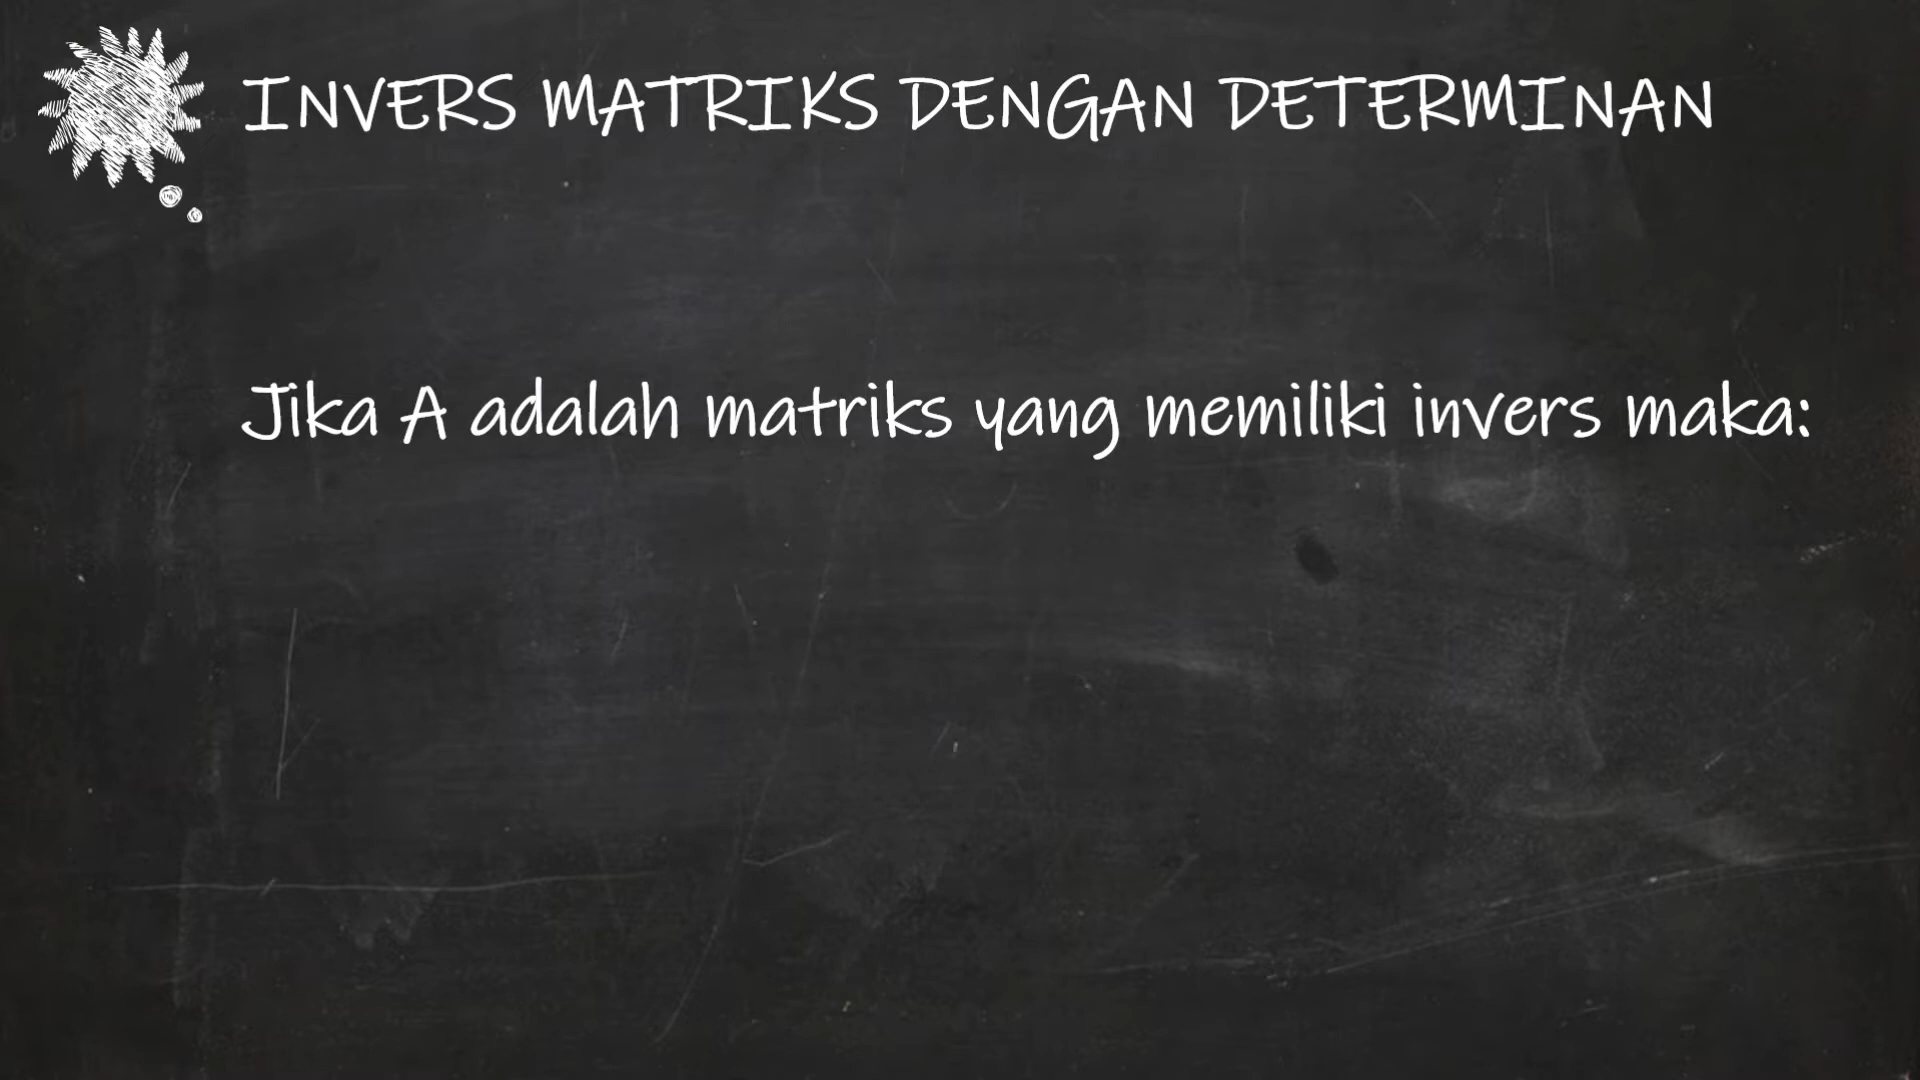 INVERS MATRIKS DENGAN DETERMINAN
Jika A adalah matriks yang memiliki invers maka: